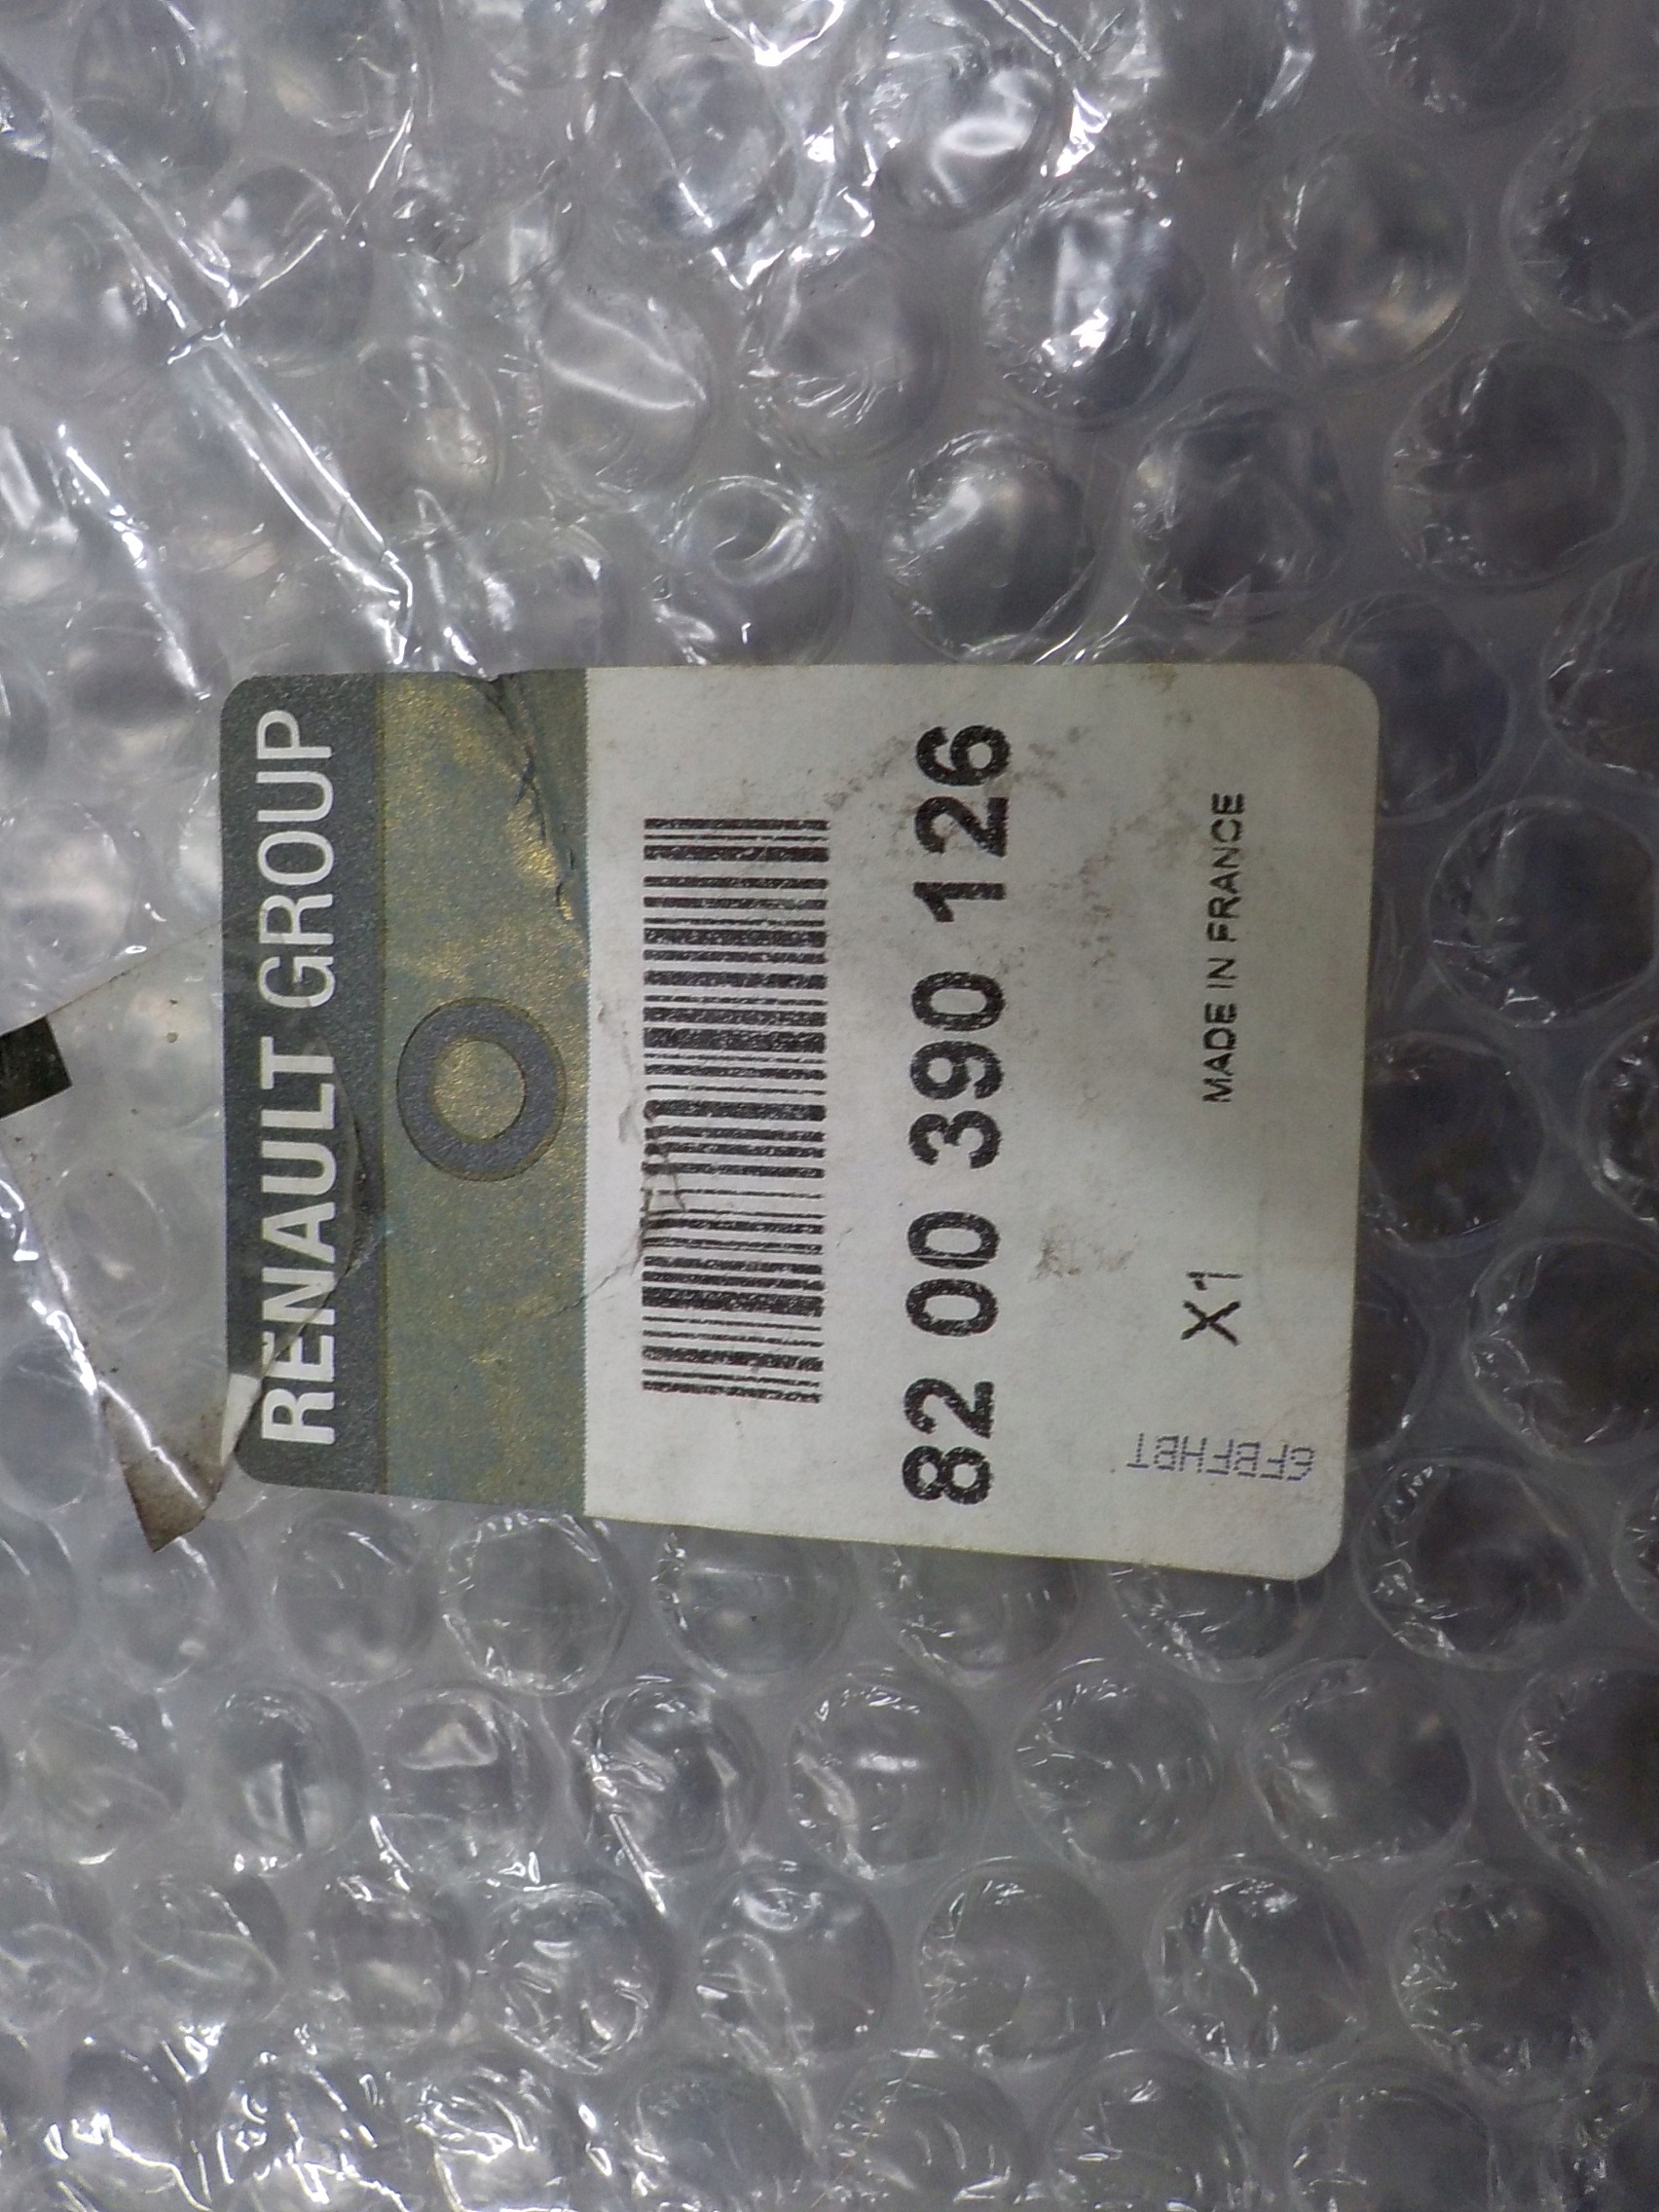 RENAULT GROUP
82 00 390 126
X1 MADE IN FRANCE